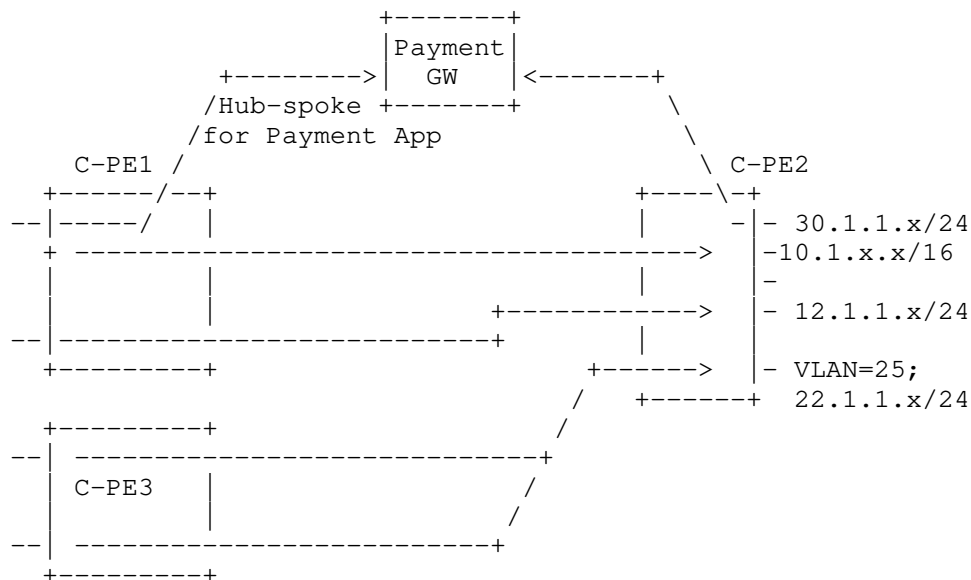 Payment
GW
Hub-spoke
for Payment App
C-PE1
C-PE2
30.1.1.x/24
10.1.x.x/16
12.1.1.x/24
VLAN=25;
22.1.1.x/24
C-PE3